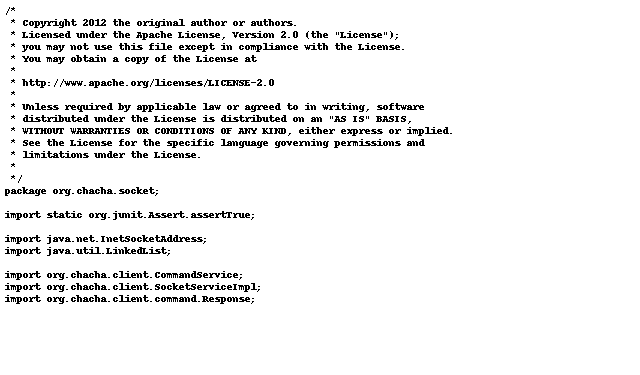 /*
 * Copyright 2012 the original author or authors.
 * Licensed under the Apache License, Version 2.0 (the "License");
 * you may not use this file except in compliance with the License.
 * You may obtain a copy of the License at
 *
 * http://www.apache.org/licenses/LICENSE-2.0
 *
 * Unless required by applicable law or agreed to in writing, software
 * distributed under the License is distributed on an "AS IS" BASIS,
 * WITHOUT WARRANTIES OR CONDITIONS OF ANY KIND, either express or implied.
 * See the License for the specific language governing permissions and
 * limitations under the License.
 *
 */
package org.chacha.socket;

import static org.junit.Assert.assertTrue;

import java.net.InetSocketAddress;
import java.util.LinkedList;

import org.chacha.client.CommandService;
import org.chacha.client.SocketServiceImpl;
import org.chacha.client.command.Response;